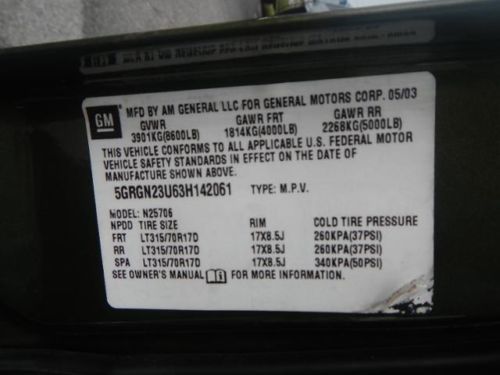 GM
MFD BY AM GENERAL LLC FOR GENERAL MOTORS CORP. 05/03
GVWR GAWR FRT GAWR RR
3901KG(8600LB) 1814KG(4000LB) 2268KG(5000LB)
THIS VEHICLE CONFORMS TO ALL APPLICABLE U.S. FEDERAL MOTOR
VEHICLE SAFETY STANDARDS IN EFFECT ON THE DATE OF
MANUFACTURE SHOWN ABOVE.
5GRGN23U63H142061 TYPE: M.P.V.
MODEL: N25706
NPDD TIRE SIZE RIM COLD TIRE PRESSURE
FRT LT315/70R17D 17X8.5J 260KPA(37PSI)
RR LT315/70R17D 17X8.5J 260KPA(37PSI)
SPA LT315/70R17D 17X8.5J 340KPA(50PSI)
SEE OWNER'S MANUAL FOR MORE INFORMATION